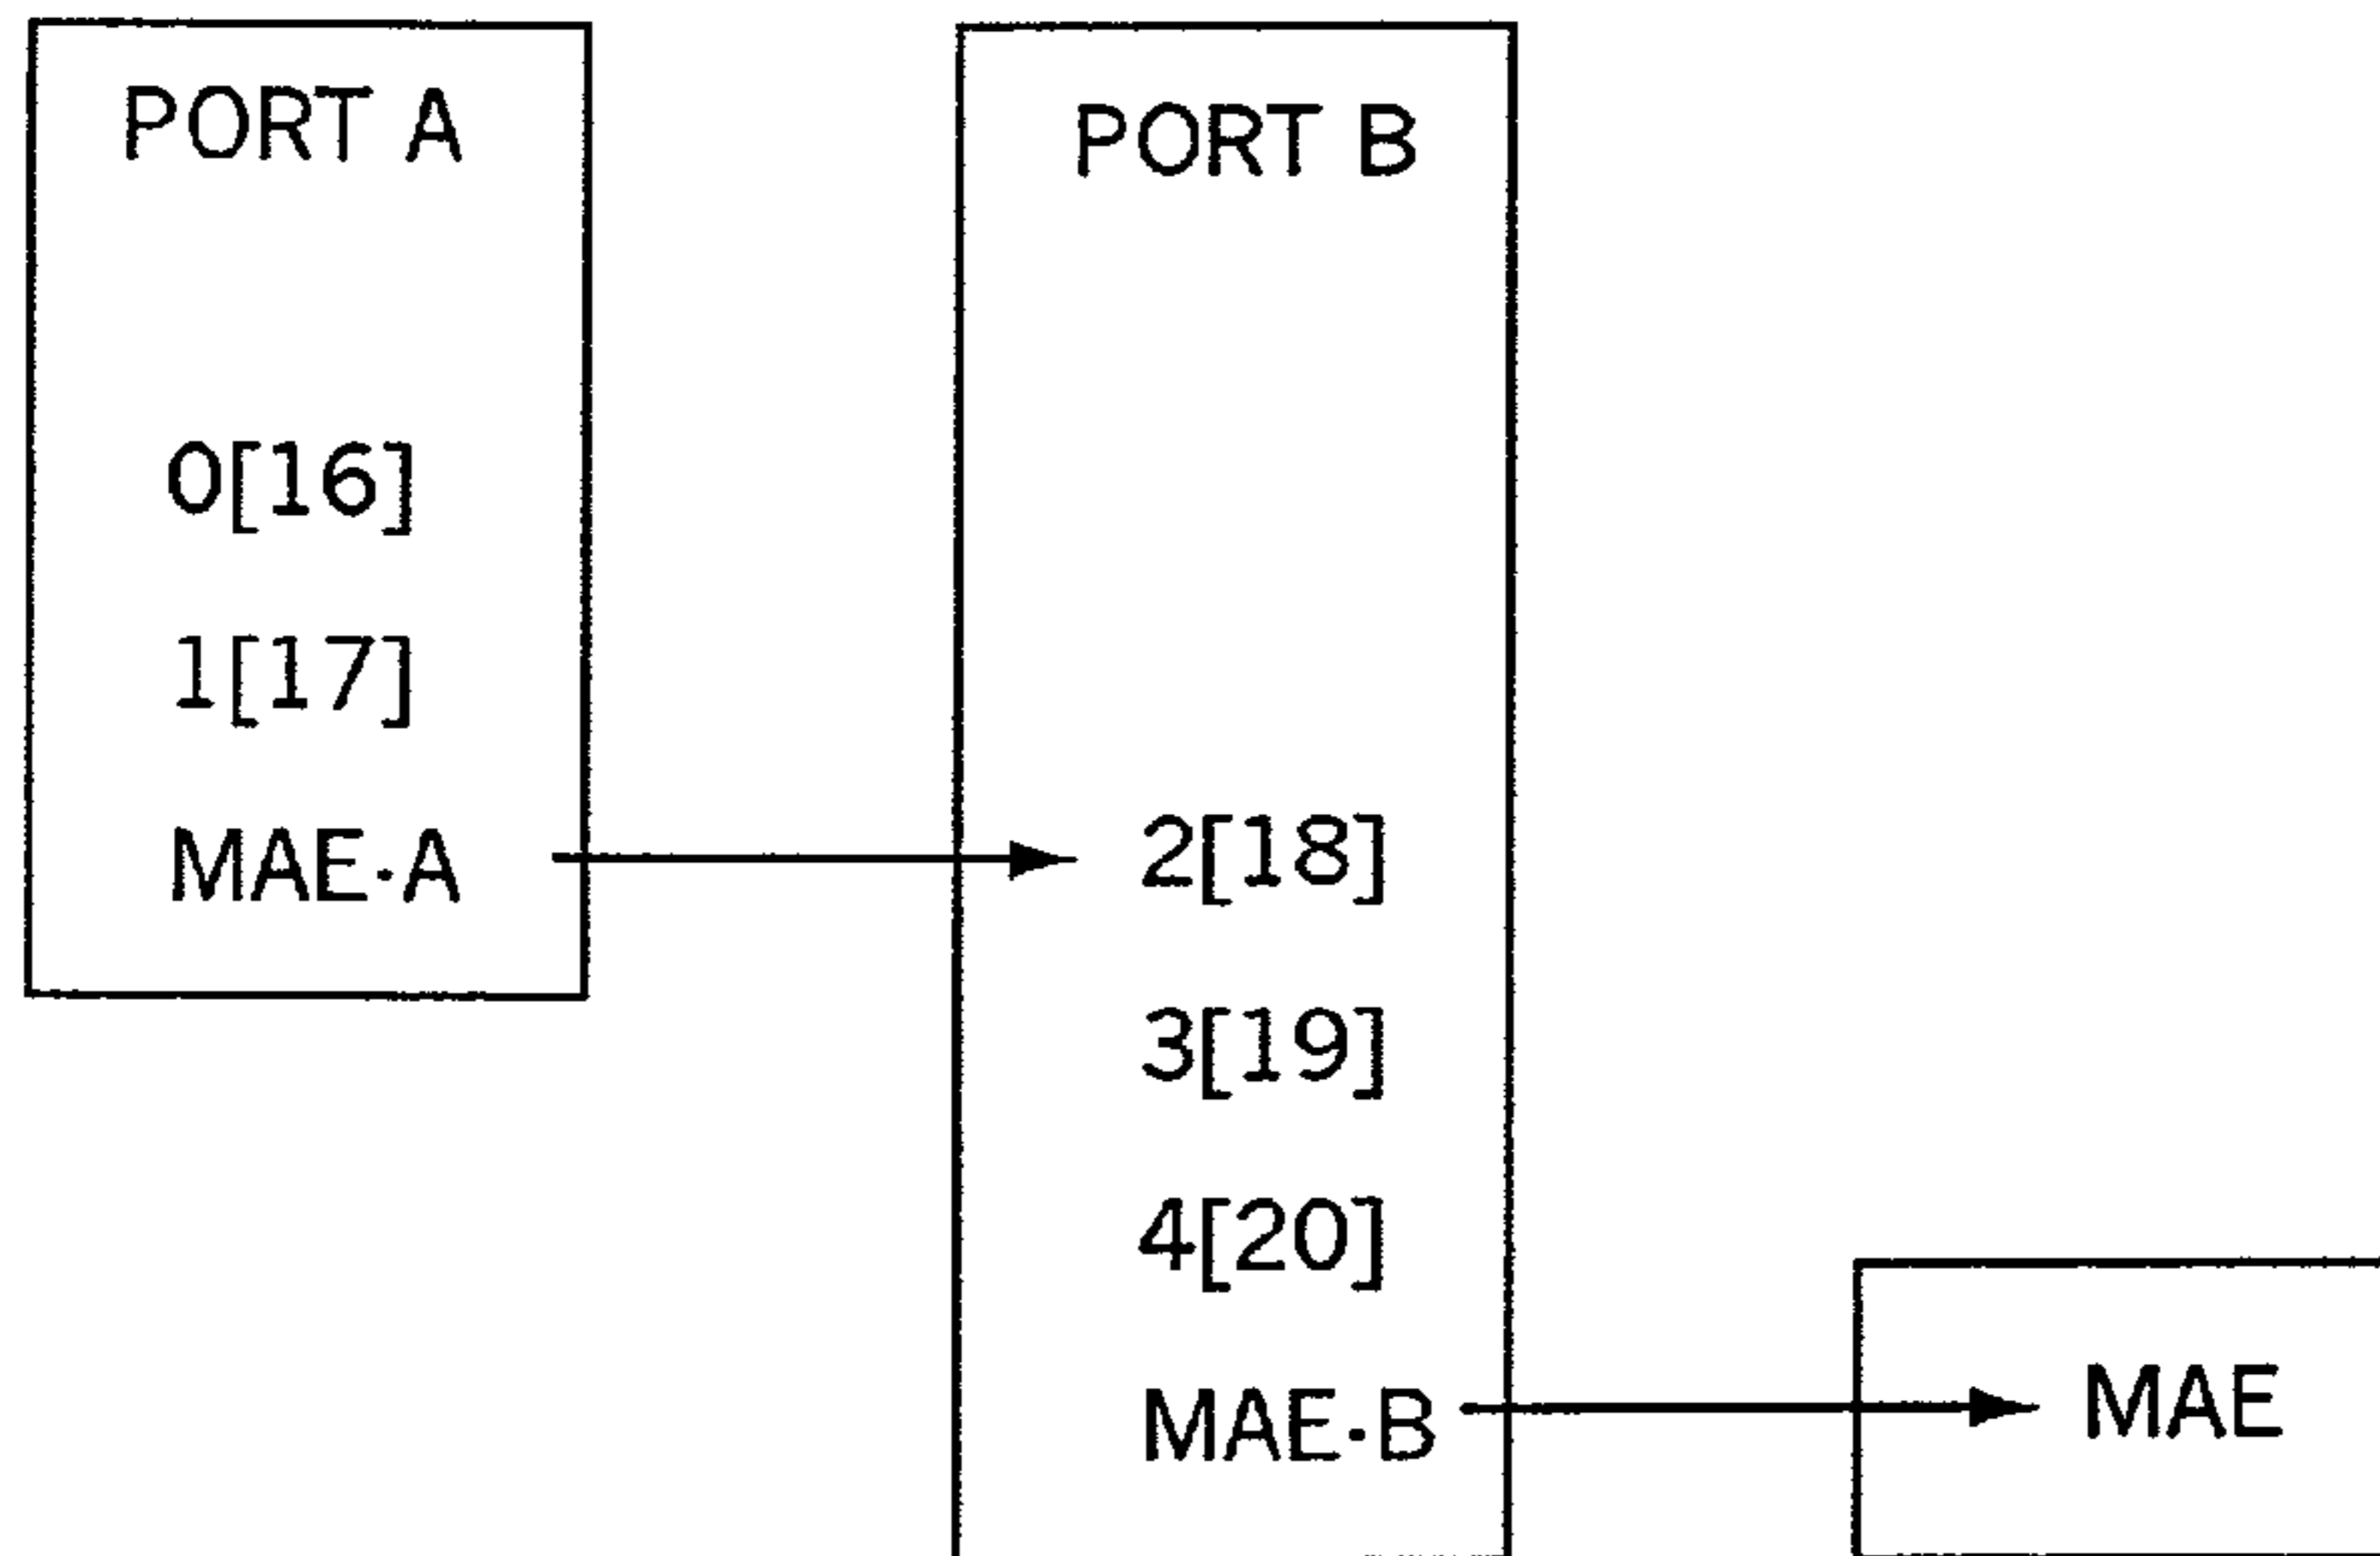 PORT A
0[16]
1[17]
MAE-A
PORT B
2[18]
3[19]
4[20]
MAE-B
MAE